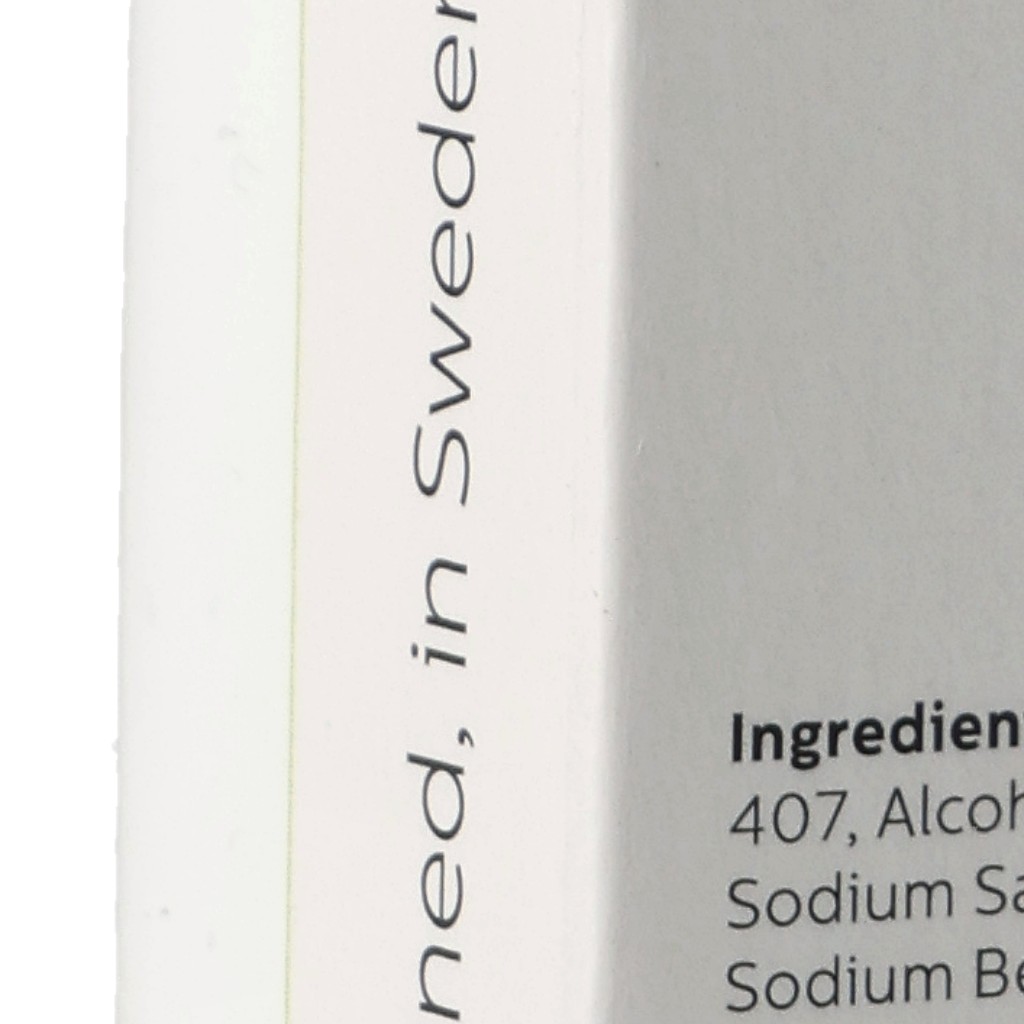 ned, in Sweden
Ingredien
407, Alcoh
Sodium Sa
Sodium Be